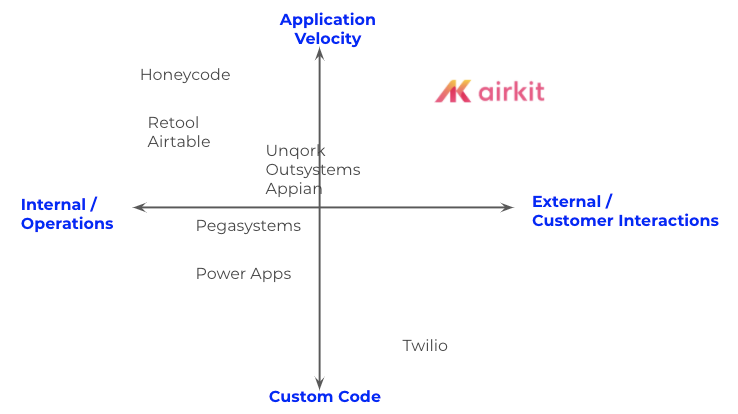 Application
Velocity
Honeycode
airkit
Retool
Airtable
Unqork
Outsystems
Appian
Internal /
Operations
External /
Customer Interactions
Pegasystems
Power Apps
Twilio
Custom Code